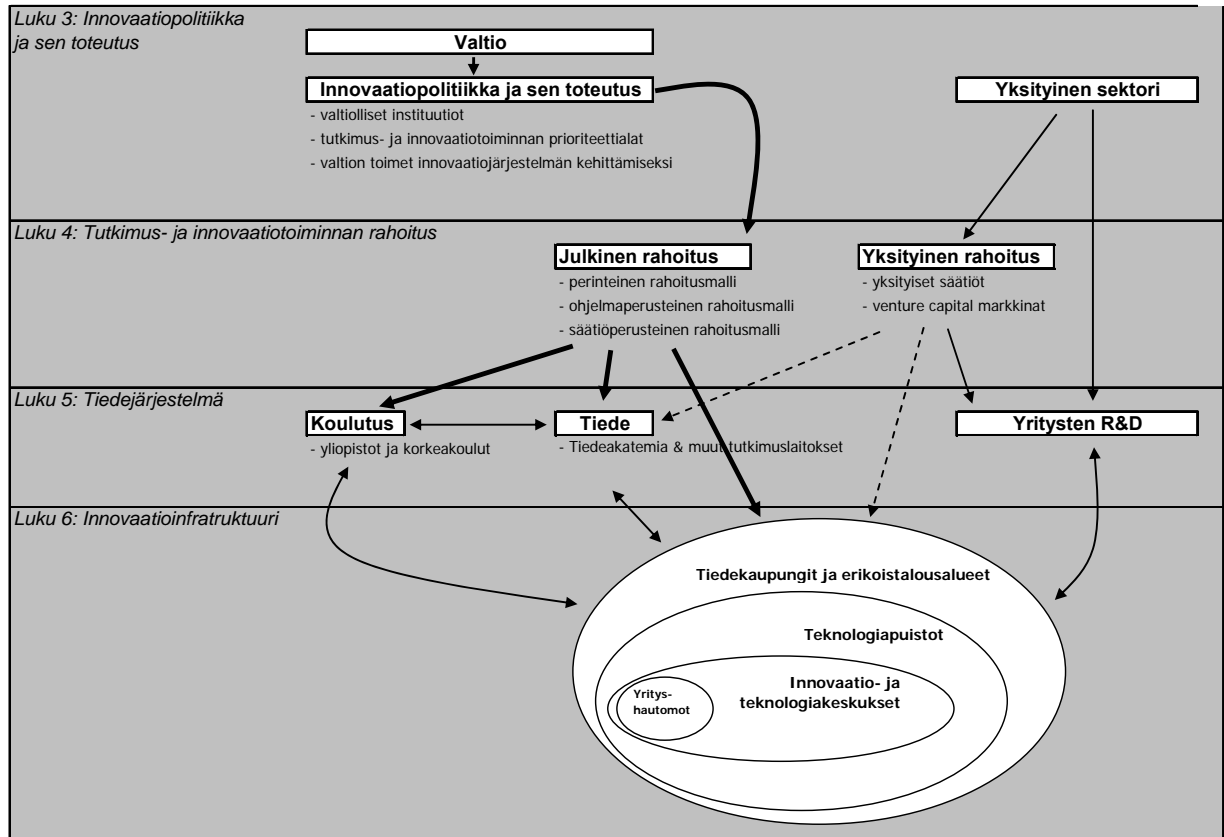 Luku 3: Innovaatiopolitiikka
ja sen toteutus
Valtio
Innovaatiopolitiikka ja sen toteutus
- valtiolliset instituutiot
- tutkimus- ja innovaatiotoiminnan prioriteettialat
- valtion toimet innovaatiojärjestelmän kehittämiseksi
Yksityinen sektori
Luku 4: Tutkimus- ja innovaatiotoiminnan rahoitus
Julkinen rahoitus
- perinteinen rahoitusmalli
- ohjelmaperusteinen rahoitusmalli
- säätiöperusteinen rahoitusmalli
Yksityinen rahoitus
- yksityiset säätiöt
- venture capital markkinat
Luku 5: Tiedejärjestelmä
Koulutus
- yliopistot ja korkeakoulut
Tiede
- Tiedeakatemia & muut tutkimuslaitokset
Yritysten R&D
Luku 6: Innovaatioinfratruktuuri
Tiedekaupungit ja erikoistalousalueet
Teknologiapuistot
Innovaatio- ja
teknologiakeskukset
Yritys-
hautomot